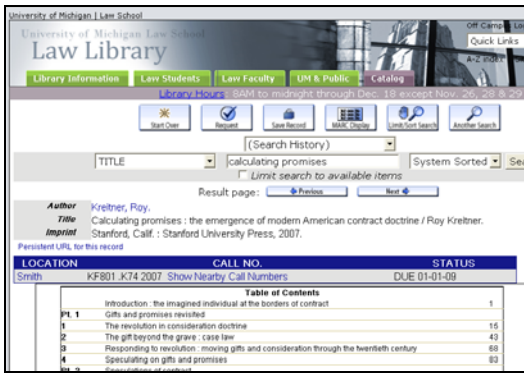 University of Michigan | Law School
University of Michigan Law School
Law Library
Off Campus
Quick Links
A-Z index
Library Information Law Students Law Faculty UM & Public Catalog
Library Hours: 8AM to midnight through Dec. 18 except Nov. 26, 28 & 29
Start Over Request Save Record MARC Display Limit/Sort Search Another Search
(Search History)
TITLE calculating promises System Sorted Sea
Limit search to available items
Result page: Previous Next
Author Kreitner, Roy.
Title Calculating promises : the emergence of modern American contract doctrine / Roy Kreitner.
Imprint Stanford, Calif. : Stanford University Press, 2007.
Persistent URL for this record
LOCATION CALL NO. STATUS
Smith KF801 .K74 2007 Show Nearby Call Numbers DUE 01-01-09
Table of Contents
Introduction : the imagined individual at the borders of contract 1
Pt. 1 Gifts and promises revisited
1 The revolution in consideration doctrine 15
2 The gift beyond the grave : case law 43
3 Responding to revolution : moving gifts and consideration through the twentieth century 68
4 Speculating on gifts and promises 83
Pt. 2 Speculations of contract